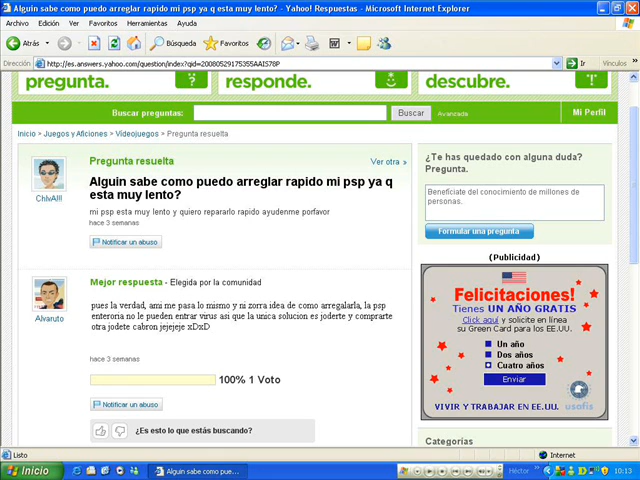 Alguin sabe como puedo arreglar rapido mi psp ya q esta muy lento? - Yahoo! Respuestas - Microsoft Internet Explorer
Archivo Edición Ver Favoritos Herramientas Ayuda
Atrás Búsqueda Favoritos
Dirección http://es.answers.yahoo.com/question/index?qid=20080529175355AAIS78P Ir Vínculos
pregunta. responde. descubre.
Buscar preguntas: Buscar Avanzada Mi Perfil
Inicio > Juegos y Aficiones > Videojuegos > Pregunta resuelta
Pregunta resuelta
Ver otra »
Alguin sabe como puedo arreglar rapido mi psp ya q
esta muy lento?
mi psp esta muy lento y quiero repararlo rapido ayudenme porfavor
hace 3 semanas
Notificar un abuso
ChivA!!!
Mejor respuesta - Elegida por la comunidad
Alvaruto
pues la verdad, ami me pasa lo mismo y ni zorra idea de como arregalarla, la psp
enteroria no le pueden entrar virus asi que la unica solucion es joderte y comprarte
otra jodete cabron jejejeje xDxD
hace 3 semanas
100% 1 Voto
Notificar un abuso
¿Es esto lo que estás buscando?
¿Te has quedado con alguna duda?
Pregunta.
Benefíciate del conocimiento de millones de
personas.
Formular una pregunta
(Publicidad)
Felicitaciones!
Tienes UN AÑO GRATIS
Click aquí y solicite en línea
su Green Card para los EE.UU.
Un año
Dos años
Cuatro años
Enviar
usafis
VIVIR Y TRABAJAR EN EE.UU.
Categorías
Listo Internet
Inicio Alguin sabe como pue... Héctor 10:13